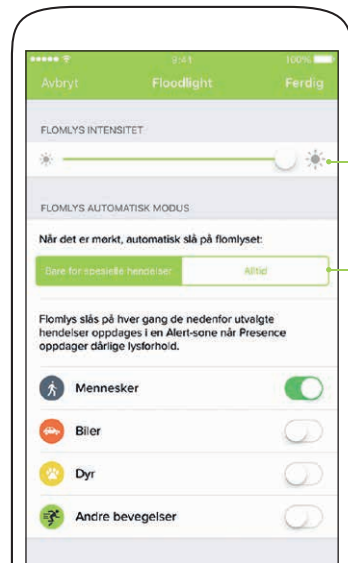 9:41 100%
Avbryt Floodlight Ferdig
FLOMLYS INTENSITET
FLOMLYS AUTOMATISK MODUS
Når det er mørkt, automatisk slå på flomlyset:
Bare for spesielle hendelser Alltid
Flomlys slås på hver gang de nedenfor utvalgte
hendelser oppdages i en Alert-sone når Presence
oppdager dårlige lysforhold.
Mennesker
Biler
Dyr
Andre bevegelser